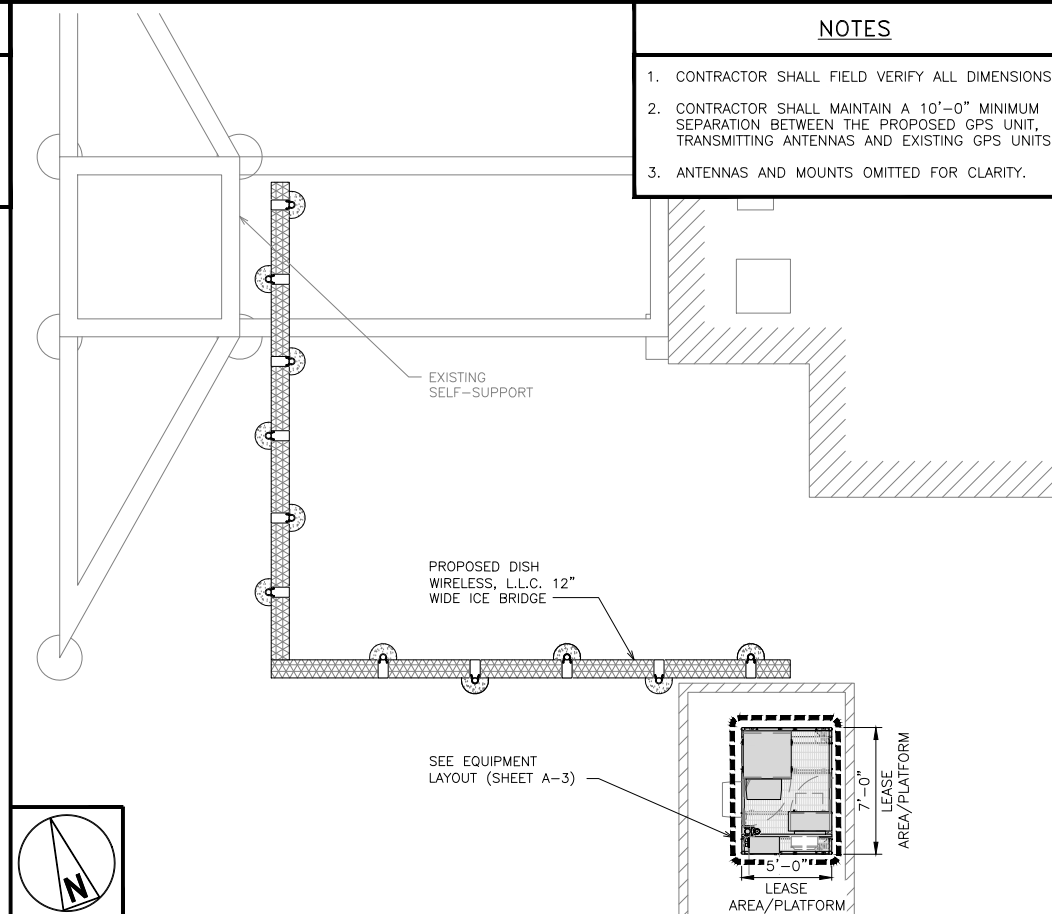 NOTES
1. CONTRACTOR SHALL FIELD VERIFY ALL DIMENSIONS
2. CONTRACTOR SHALL MAINTAIN A 10'-0" MINIMUM
SEPARATION BETWEEN THE PROPOSED GPS UNIT,
TRANSMITTING ANTENNAS AND EXISTING GPS UNITS
3. ANTENNAS AND MOUNTS OMITTED FOR CLARITY.
EXISTING
SELF-SUPPORT
PROPOSED DISH
WIRELESS, L.L.C. 12"
WIDE ICE BRIDGE
SEE EQUIPMENT
LAYOUT (SHEET A-3)
7'-0"
LEASE
AREA/PLATFORM
5'-0"
LEASE
AREA/PLATFORM
N